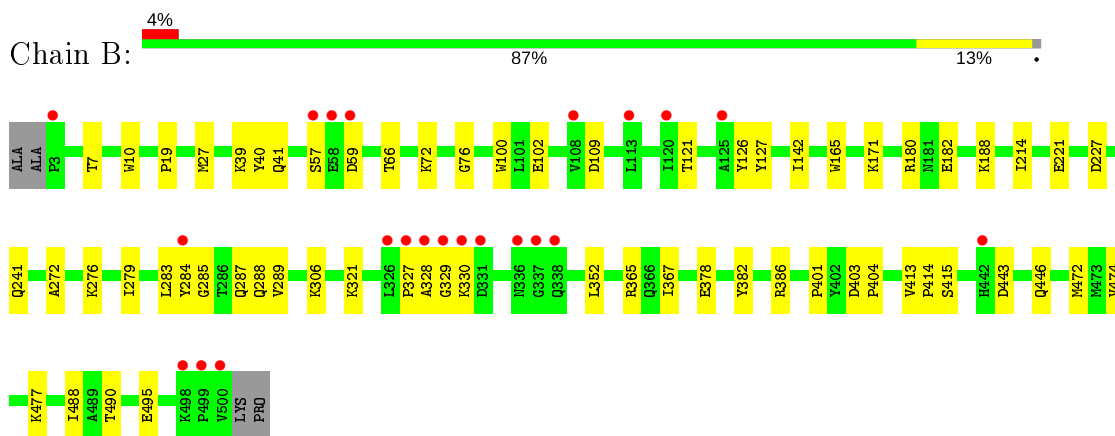 4%
Chain B:
87% 13% •
ALA ALA P3 T7 W10 P19 M27 K39 Y40 Q41 S57 E58 D59 T66 K72 G76 W100 L101 E102 V108 D109 L113 I120 T121 A125 Y126 Y127 I142 W165 K171 R180 N181 E182 K188 I214 E221 D227
Q241 A272 K276 I279 L283 Y284 G285 T286 Q287 Q288 V289 K306 K321 L326 P327 A328 G329 K330 D331 N336 G337 Q338 L352 R365 Q366 I367 E378 Y382 R386 P401 Y402 D403 P404 V413 P414 S415 H442 D443 Q446 M472 M473 V474
K477 I488 A489 T490 E495 K498 P499 V500 LYS PRO